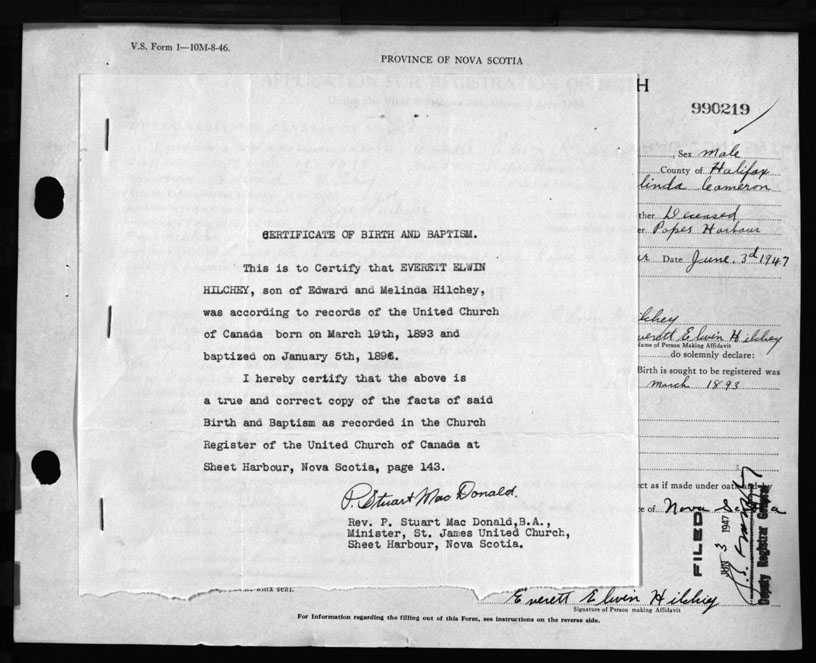 V.S. Form 1—10M-8-46.
PROVINCE OF NOVA SCOTIA
H
990219
, Sex Male
County of Halifax
linda Cameron
ther Deceased
er Popes Harbour
Date June. 3d 1947
CERTIFICATE OF BIRTH AND BAPTISM.
This is to Certify that EVERETT ELWIN
HILCHEY, son of Edward and Melinda Hilchey,
was according to records of the United Church
of Canada born on March 19th, 1893 and
baptized on January 5th, 1896.
I hereby certify that the above is
a true and correct copy of the facts of said
Birth and Baptism as recorded in the Church
Register of the United Church of Canada at
Sheet Harbour, Nova Scotia, page 143.
P. Stuart Mac Donald.
Rev. P. Stuart Mac Donald,B.A.,
Minister, St. James United Church,
Sheet Harbour, Nova Scotia.
lchey
verett Elwin Hilchey
Name of Person Making Affidavit
do solemnly declare:
Birth is sought to be registered was
March 1893
ct as if made under oath and by
e of Nova Scotia
FILED
3 1947
Deputy Registrar General
Everett Elwin Hilchey
Signature of Person making Affidavit
For Information regarding the filling out of this Form, see instructions on the reverse side.